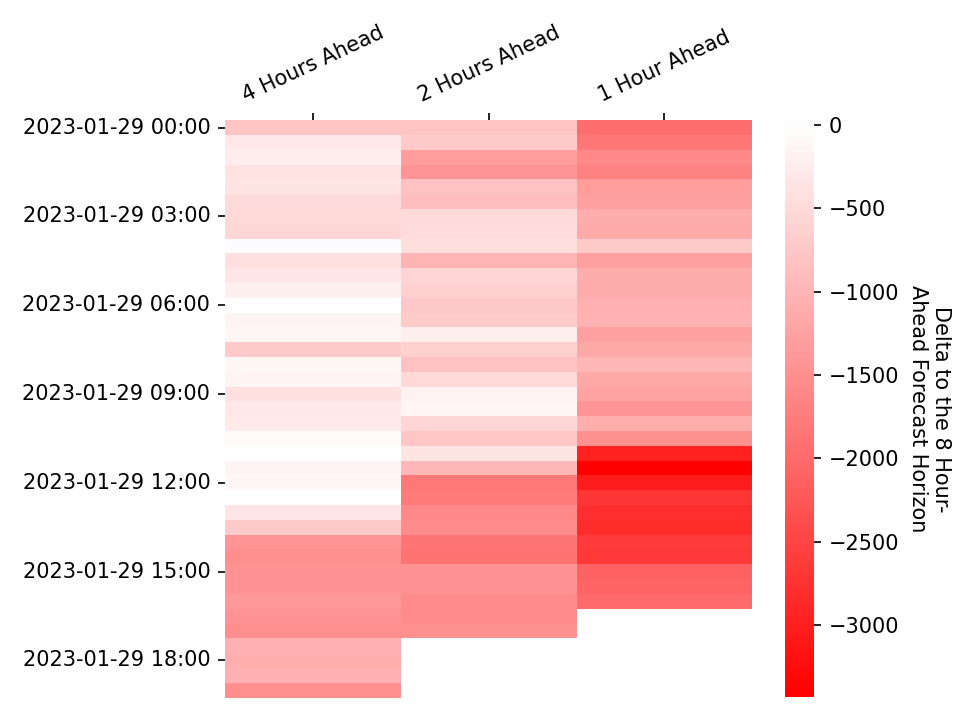 4 Hours Ahead
2 Hours Ahead
1 Hour Ahead
2023-01-29 00:00
2023-01-29 03:00
2023-01-29 06:00
2023-01-29 09:00
2023-01-29 12:00
2023-01-29 15:00
2023-01-29 18:00
0
−500
−1000
−1500
−2000
−2500
−3000
Delta to the 8 Hour-
Ahead Forecast Horizon